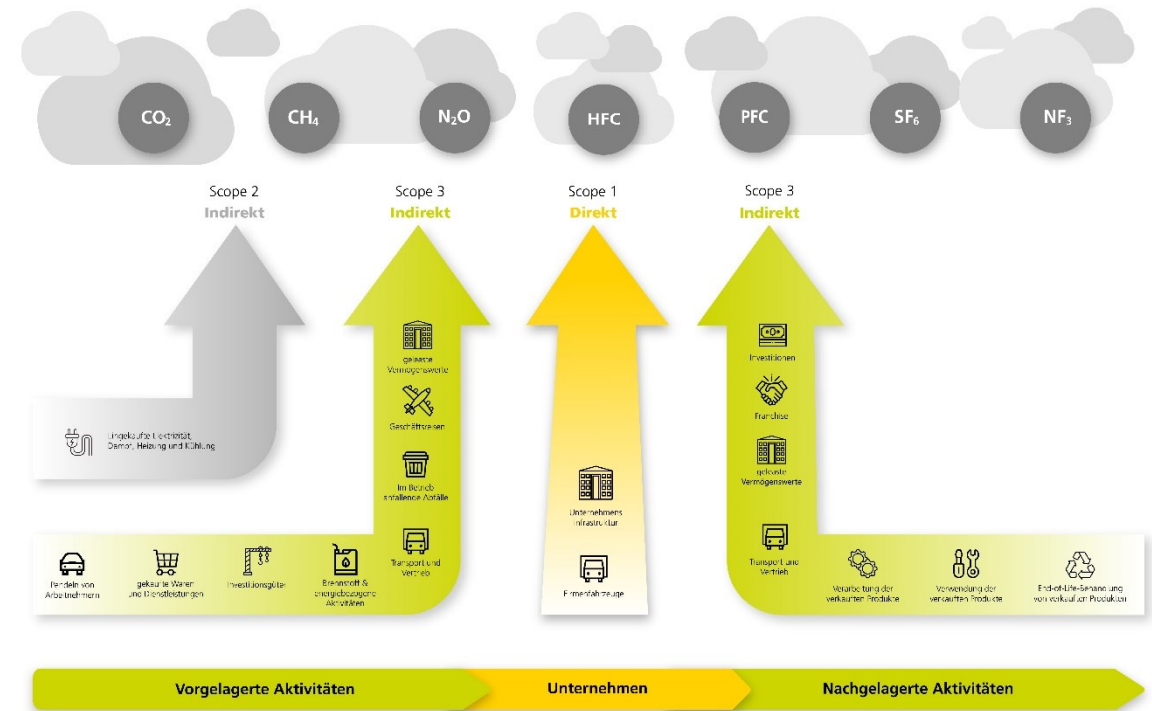 CO₂
CH₄
N₂O
HFC
PFC
SF₆
NF₃
Scope 2
Indirekt
Scope 3
Indirekt
Scope 1
Direkt
Scope 3
Indirekt
Eingekaufte Elektrizität,
Dampf, Heizung und Kühlung
geleaste
Vermögenswerte
Geschäftsreisen
Im Betrieb
anfallende Abfälle
Transport und
Vertrieb
Pendeln von
Arbeitnehmern
gekaufte Waren
und Dienstleistungen
Investitionsgüter
Brennstoff &
energiebezogene
Aktivitäten
Unternehmens
infrastruktur
Firmenfahrzeuge
Investitionen
Franchise
geleaste
Vermögenswerte
Transport und
Vertrieb
Verarbeitung der
verkauften Produkte
Verwendung der
verkauften Produkte
End-of-Life-Behandlung
von verkauften Produkten
Vorgelagerte Aktivitäten
Unternehmen
Nachgelagerte Aktivitäten